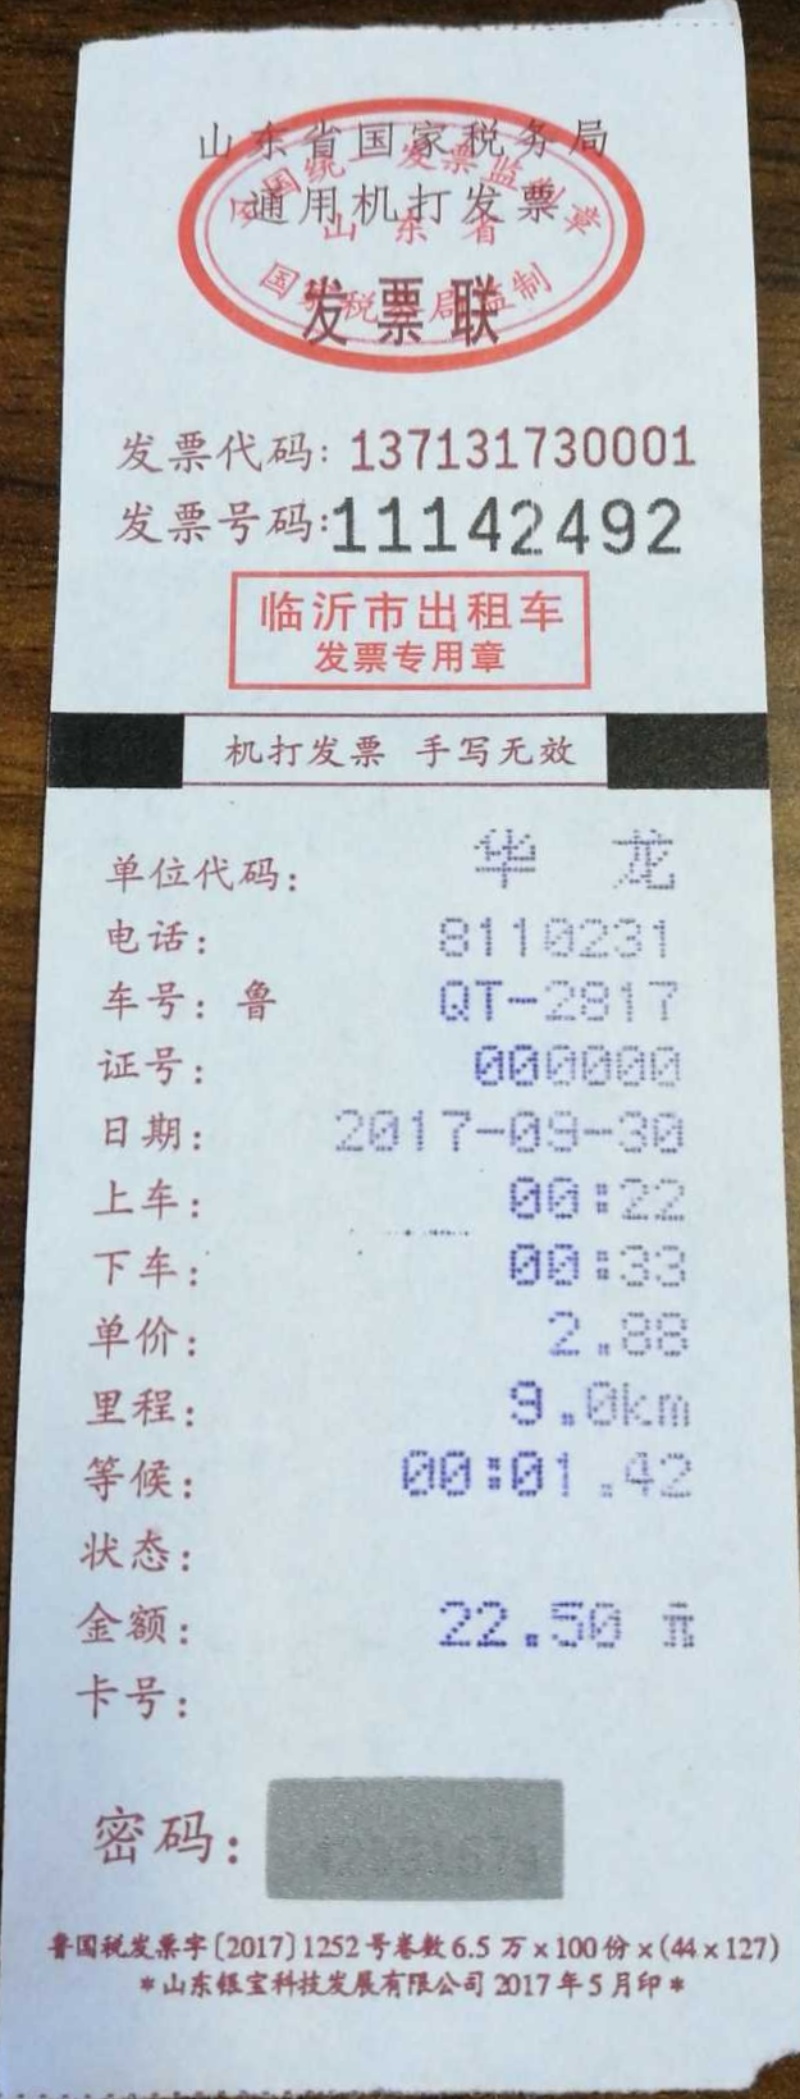 山东省国家税务局
通用机打发票
全国统一发票监制章
山东省
国家税务局监制
发票联
发票代码: 137131730001
发票号码:11142492
临沂市出租车
发票专用章
机打发票 手写无效
单位代码: 华 龙
电话: 8110231
车号: 鲁 QT-2817
证号: 000000
日期: 2017-09-30
上车: 00:22
下车: 00:33
单价: 2.88
里程: 9.0km
等候: 00:01.42
状态:
金额: 22.50 元
卡号:
密码:
鲁国税发票字〔2017〕1252号卷数6.5万×100份×(44×127)
*山东银宝科技发展有限公司2017年5月印*